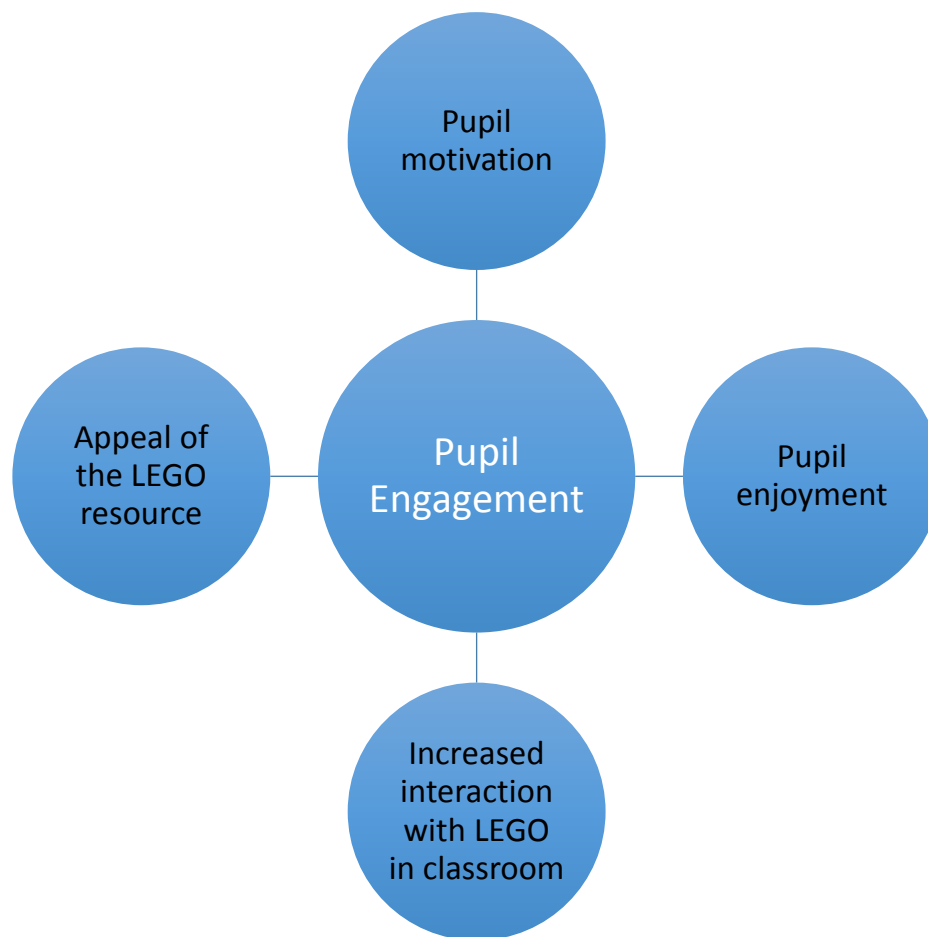 Pupil
motivation
Appeal of
the LEGO
resource
Pupil
Engagement
Pupil
enjoyment
Increased
interaction
with LEGO
in classroom